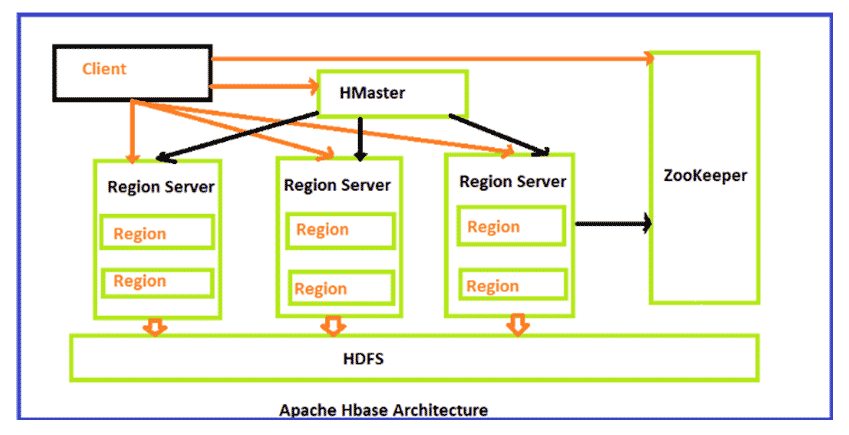 Client
HMaster
ZooKeeper
Region Server
Region
Region
Region Server
Region
Region
Region Server
Region
Region
HDFS
Apache Hbase Architecture